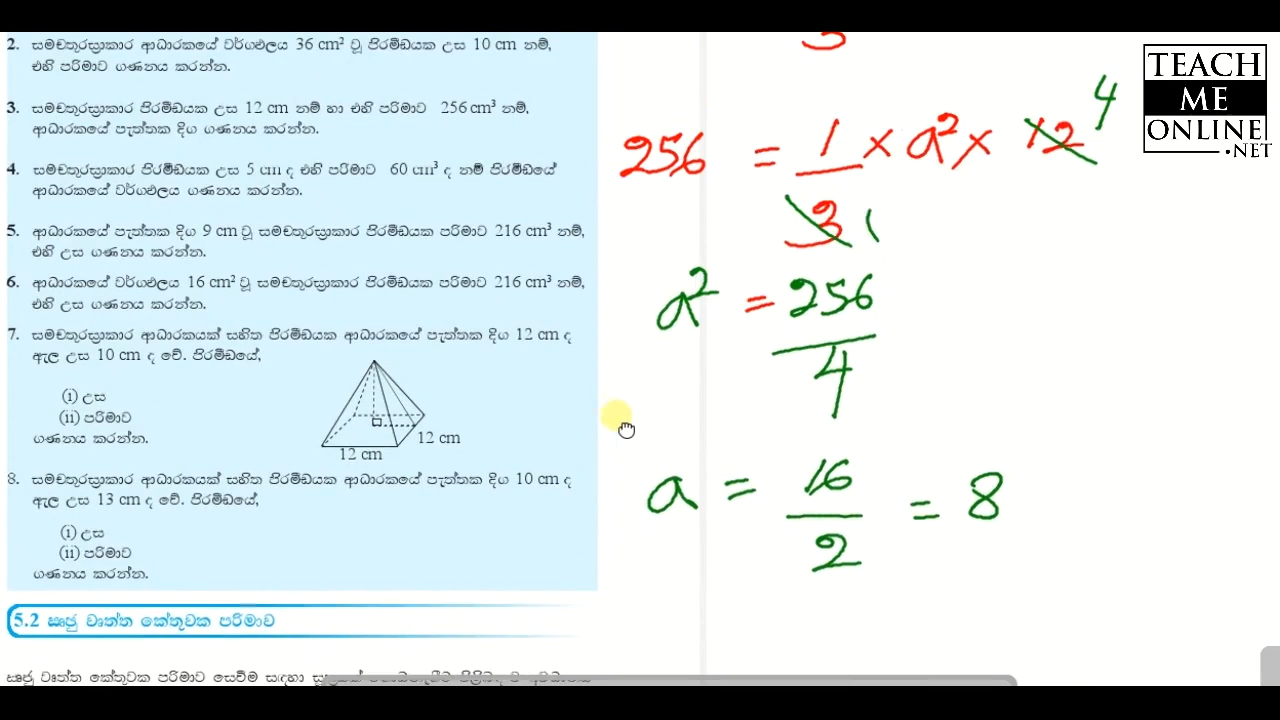 2. සමචතුරස්‍රාකාර ආධාරකයේ වර්ගඵලය 36 cm² වූ පිරමිඩයක උස 10 cm නම්,
එහි පරිමාව ගණනය කරන්න.
3. සමචතුරස්‍රාකාර පිරමිඩයක උස 12 cm නම් හා එහි පරිමාව 256 cm³ නම්,
ආධාරකයේ පැත්තක දිග ගණනය කරන්න.
4. සමචතුරස්‍රාකාර පිරමිඩයක උස 5 cm ද එහි පරිමාව 60 cm³ ද නම් පිරමිඩයේ
ආධාරකයේ වර්ගඵලය ගණනය කරන්න.
5. ආධාරකයේ පැත්තක දිග 9 cm වූ සමචතුරස්‍රාකාර පිරමිඩයක පරිමාව 216 cm³ නම්,
එහි උස ගණනය කරන්න.
6. ආධාරකයේ වර්ගඵලය 16 cm² වූ සමචතුරස්‍රාකාර පිරමිඩයක පරිමාව 216 cm³ නම්,
එහි උස ගණනය කරන්න.
7. සමචතුරස්‍රාකාර ආධාරකයක් සහිත පිරමිඩයක ආධාරකයේ පැත්තක දිග 12 cm ද
ඇල උස 10 cm ද වේ. පිරමිඩයේ,
(i) උස
(ii) පරිමාව
ගණනය කරන්න.
12 cm
12 cm
8. සමචතුරස්‍රාකාර ආධාරකයක් සහිත පිරමිඩයක ආධාරකයේ පැත්තක දිග 10 cm ද
ඇල උස 13 cm ද වේ. පිරමිඩයේ,
(i) උස
(ii) පරිමාව
ගණනය කරන්න.
5.2 ඍජු වෘත්ත කේතුවක පරිමාව
ඍජු වෘත්ත කේතුවක පරිමාව සෙවීම සඳහා
3
256 = 1 × a² × 12 4
3 1
a² = 256
4
a = 16 = 8
2
TEACH
ME
ONLINE
.NET